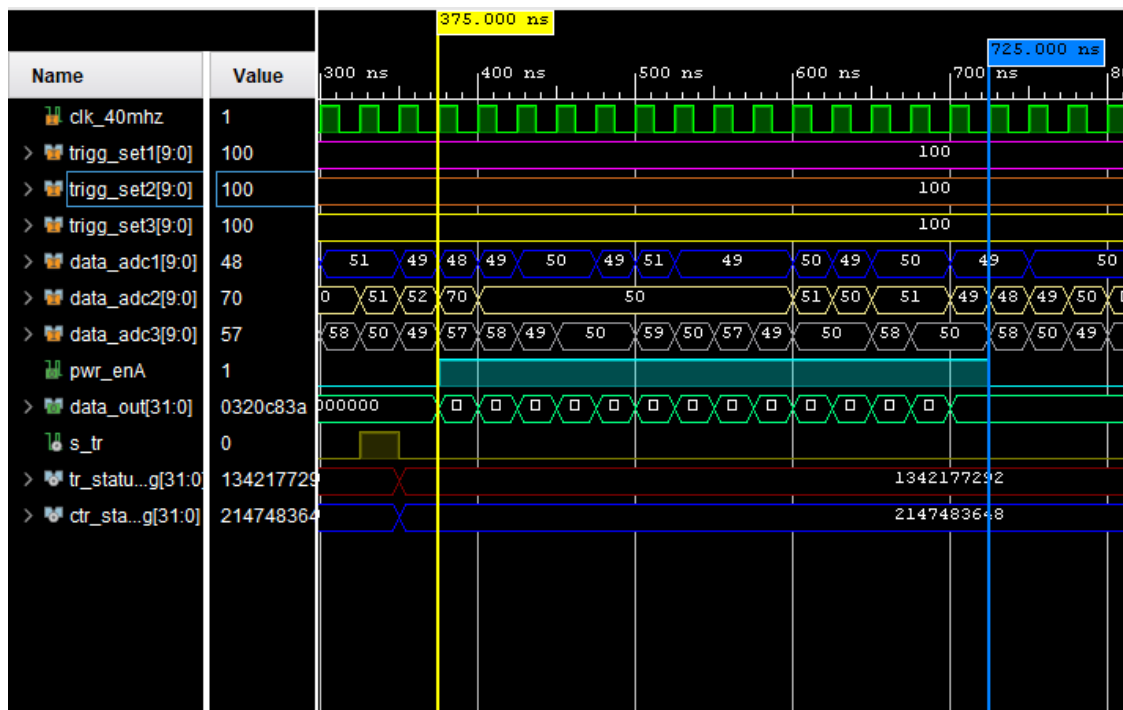 375.000 ns
725.000 ns
Name Value 300 ns 400 ns 500 ns 600 ns 700 ns 8
clk_40mhz 1
trigg_set1[9:0] 100 100
trigg_set2[9:0] 100 100
trigg_set3[9:0] 100 100
data_adc1[9:0] 48 51 49 48 49 50 49 51 49 50 49 50 49 50
data_adc2[9:0] 70 0 51 52 70 50 51 50 51 49 48 49 50
data_adc3[9:0] 57 58 50 49 57 58 49 50 59 50 57 49 50 58 50 58 50 49
pwr_enA 1
data_out[31:0] 0320c83a 000000
s_tr 0
tr_statu...g[31:0] 134217729 1342177292
ctr_sta...g[31:0] 214748364 2147483648